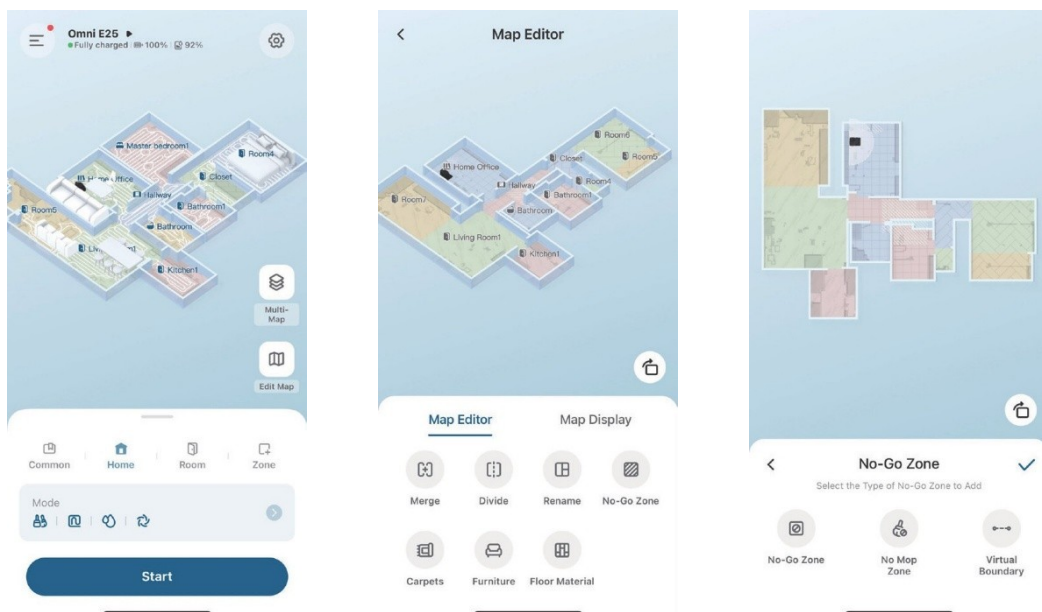 Omni E25 ▶
Fully charged | 100% | 92%
Master bedroom1
Room4
Closet
Hallway
Room5
Bathroom1
Bathroom
Kitchen1
Multi-
Map
Edit Map
Common
Home
Room
Zone
Mode
Start
Map Editor
Room6
Closet
Room5
Home Office
Hallway
Room4
Room7
Bathroom1
Bathroom
Living Room1
Kitchen1
Map Editor
Map Display
Merge
Divide
Rename
No-Go Zone
Carpets
Furniture
Floor Material
No-Go Zone
Select the Type of No-Go Zone to Add
No-Go Zone
No Mop
Zone
Virtual
Boundary